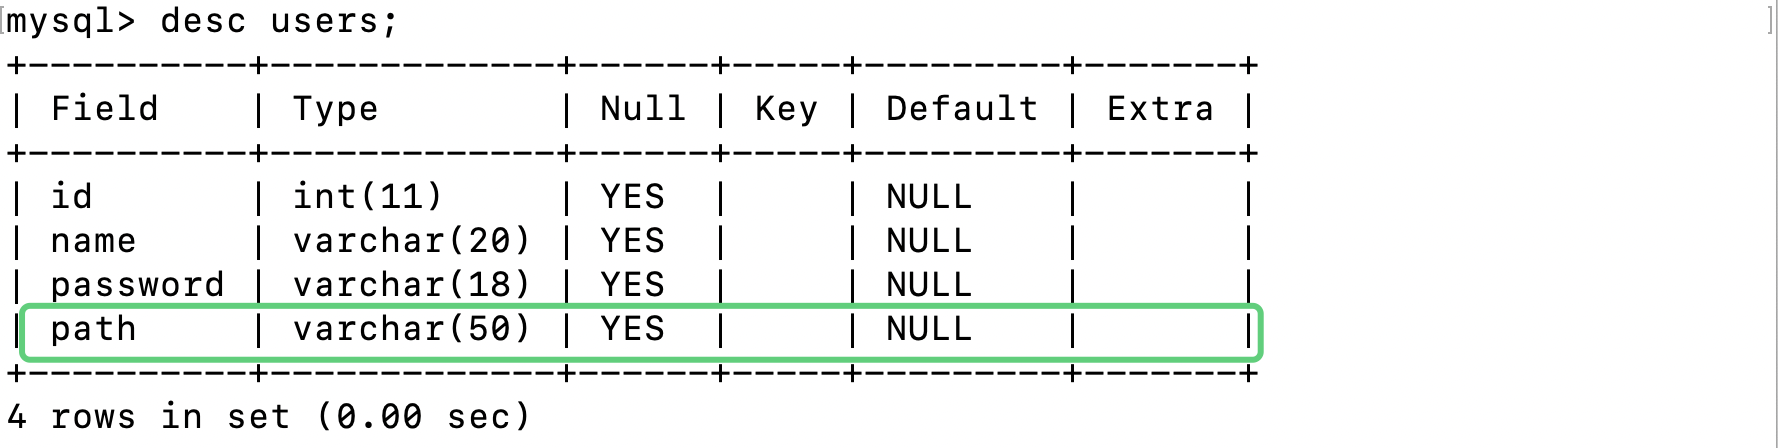 mysql> desc users;
+----------+-------------+------+-----+---------+-------+
| Field    | Type        | Null | Key | Default | Extra |
+----------+-------------+------+-----+---------+-------+
| id       | int(11)     | YES  |     | NULL    |       |
| name     | varchar(20) | YES  |     | NULL    |       |
| password | varchar(18) | YES  |     | NULL    |       |
| path     | varchar(50) | YES  |     | NULL    |       |
+----------+-------------+------+-----+---------+-------+
4 rows in set (0.00 sec)